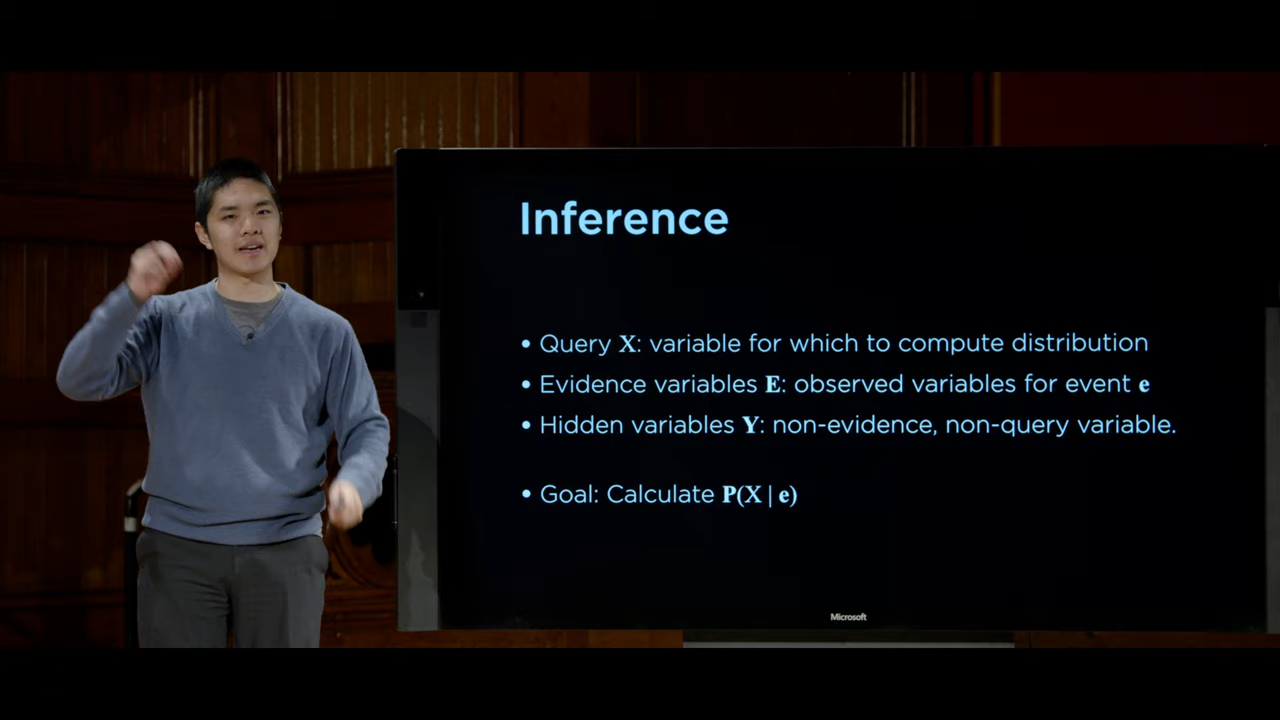 Inference
• Query X: variable for which to compute distribution
• Evidence variables E: observed variables for event e
• Hidden variables Y: non-evidence, non-query variable.
• Goal: Calculate P(X | e)
Microsoft